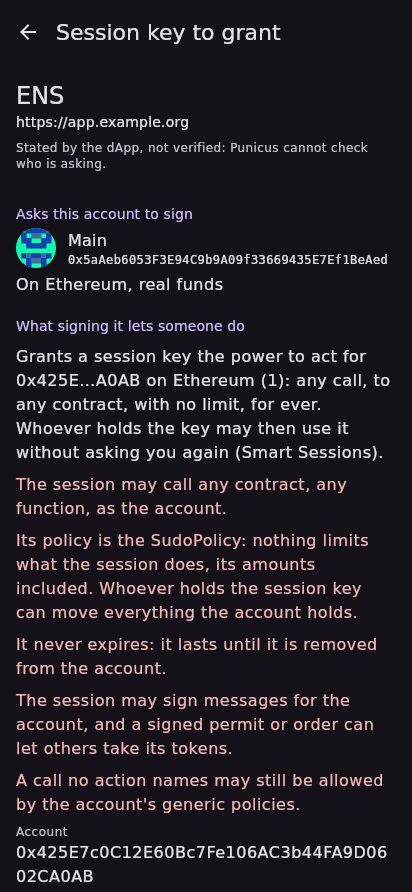 Session key to grant
ENS
https://app.example.org
Stated by the dApp, not verified: Punicus cannot check
who is asking.
Asks this account to sign
Main
0x5aAeb6053F3E94C9b9A09f33669435E7Ef1BeAed
On Ethereum, real funds
What signing it lets someone do
Grants a session key the power to act for
0x425E…A0AB on Ethereum (1): any call, to
any contract, with no limit, for ever.
Whoever holds the key may then use it
without asking you again (Smart Sessions).
The session may call any contract, any
function, as the account.
Its policy is the SudoPolicy: nothing limits
what the session does, its amounts
included. Whoever holds the session key
can move everything the account holds.
It never expires: it lasts until it is removed
from the account.
The session may sign messages for the
account, and a signed permit or order can
let others take its tokens.
A call no action names may still be allowed
by the account's generic policies.
Account
0x425E7c0C12E60Bc7Fe106AC3b44FA9D06
02CA0AB